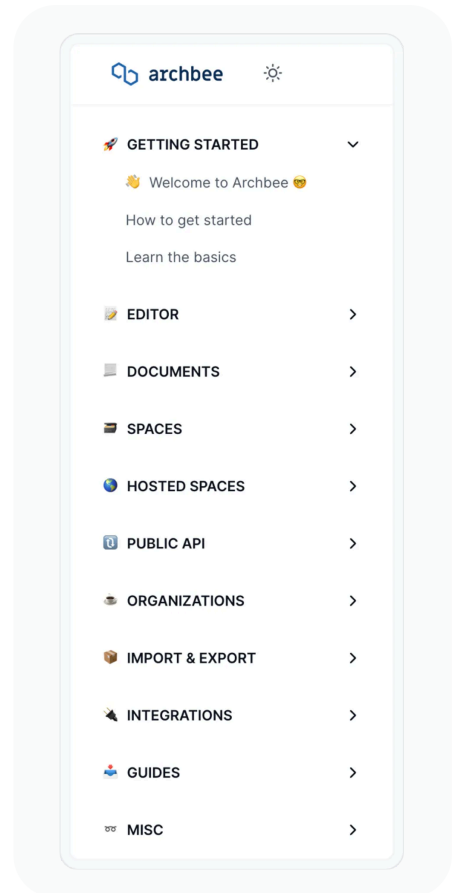 archbee
🚀 GETTING STARTED
👋 Welcome to Archbee 🤓
How to get started
Learn the basics
📝 EDITOR
DOCUMENTS
SPACES
🌎 HOSTED SPACES
🔃 PUBLIC API
☕ ORGANIZATIONS
📦 IMPORT & EXPORT
🔌 INTEGRATIONS
📥 GUIDES
➿ MISC